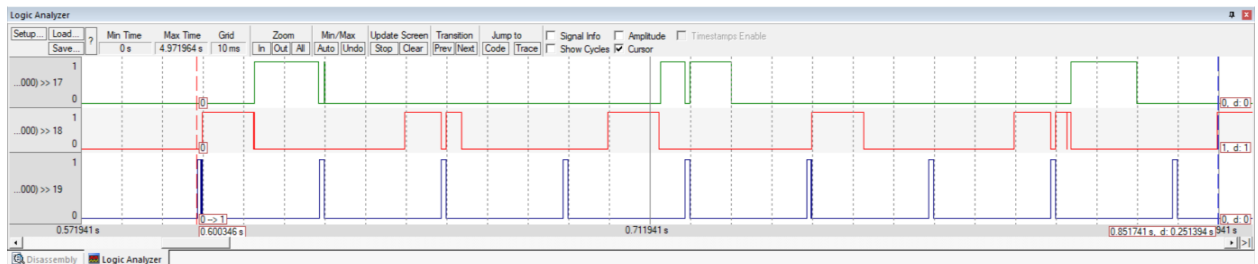 Logic Analyzer
Setup... Load... Save... ? Min Time 0 s Max Time 4.971964 s Grid 10 ms Zoom In Out All Min/Max Auto Undo Update Screen Stop Clear Transition Prev Next Jump to Code Trace Signal Info Amplitude Timestamps Enable
Show Cycles Cursor
1
...000) >> 17
0
0
0, d: 0
1
...000) >> 18
0
0
1, d: 1
1
...000) >> 19
0
0 --> 1
0, d: 0
0.571941 s
0.600346 s
0.711941 s
0.851741 s, d: 0.251394 s
941 s
Disassembly Logic Analyzer